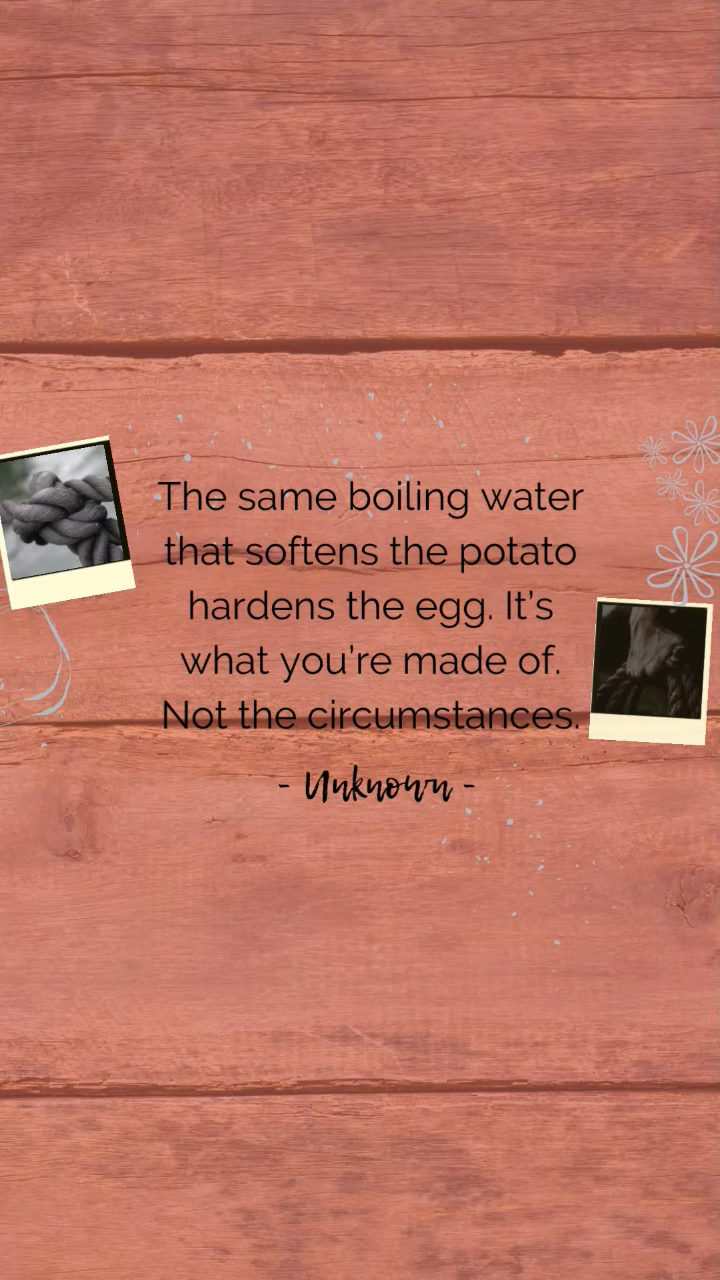 The same boiling water
that softens the potato
hardens the egg. It's
what you're made of.
Not the circumstances.
- Unknown -